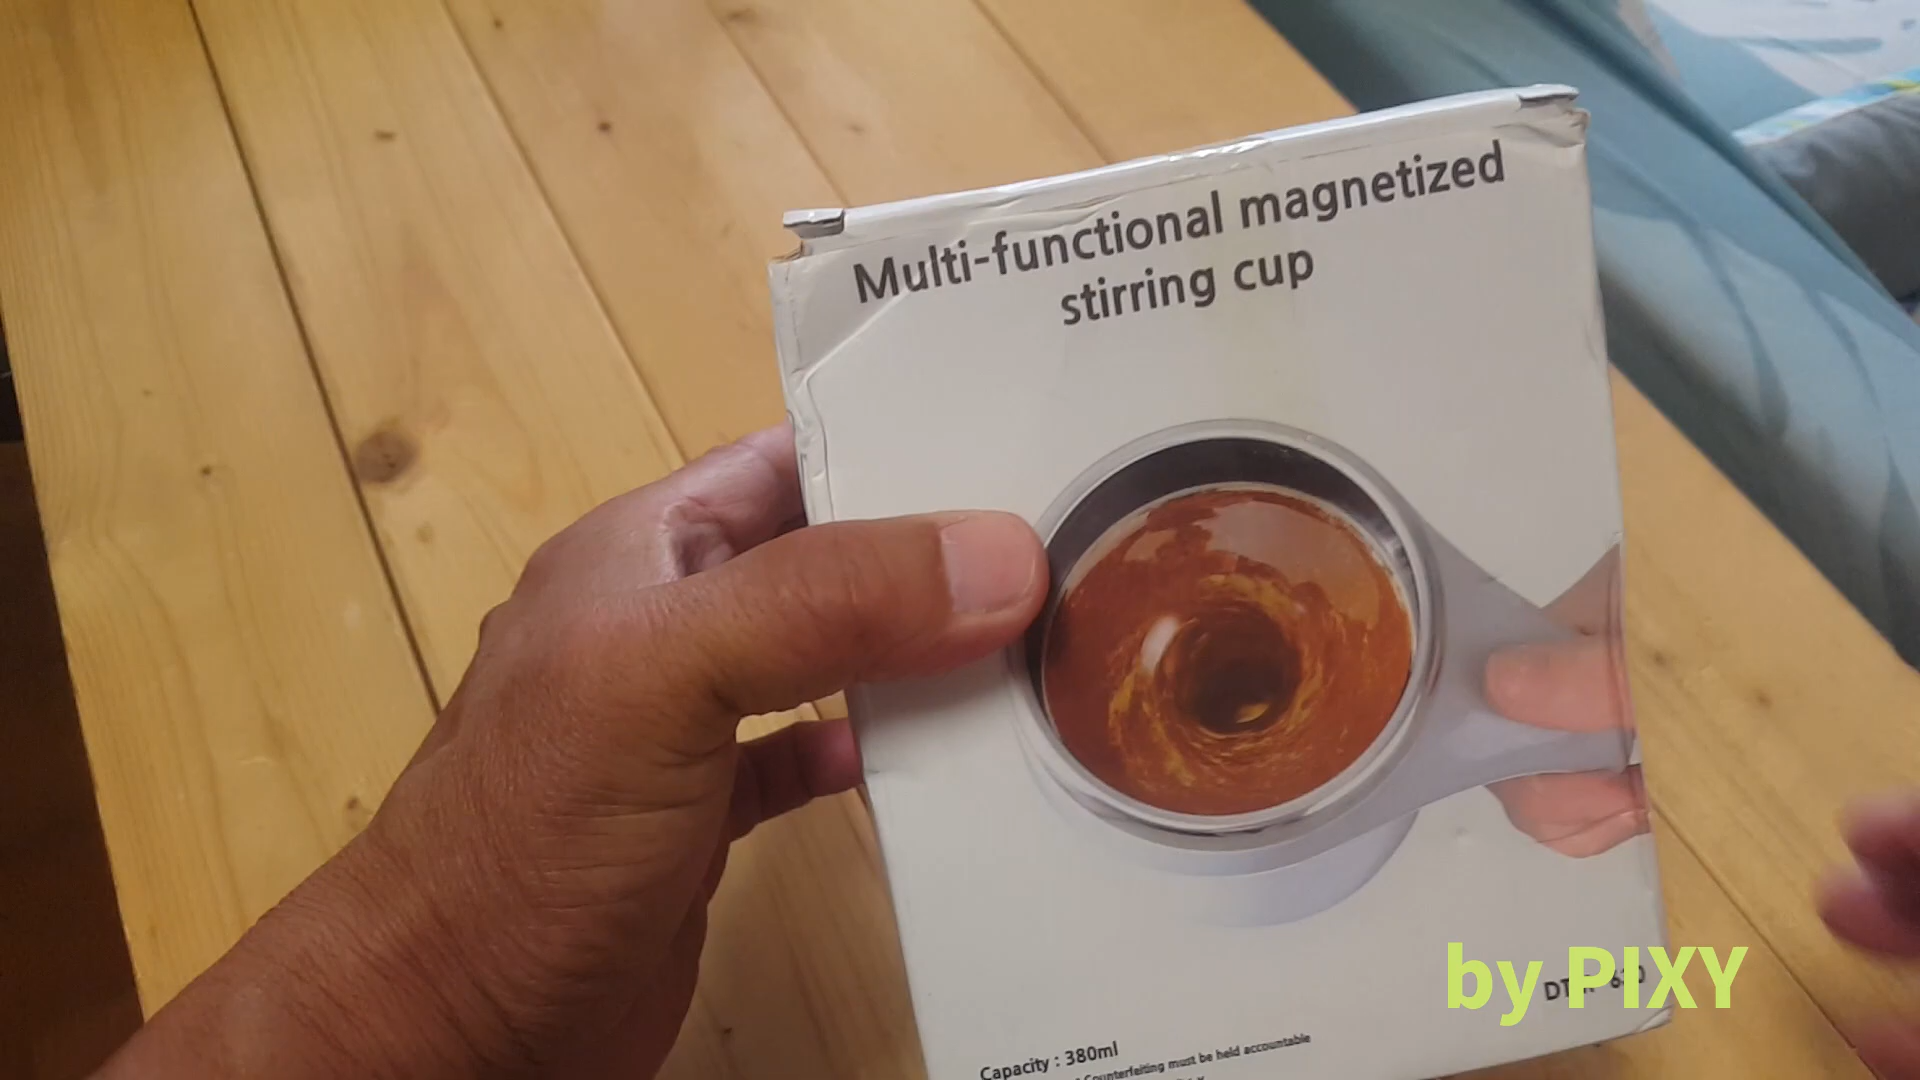 Multi-functional magnetized
stirring cup
by PIXY
Capacity : 380ml
Counterfeiting must be held accountable